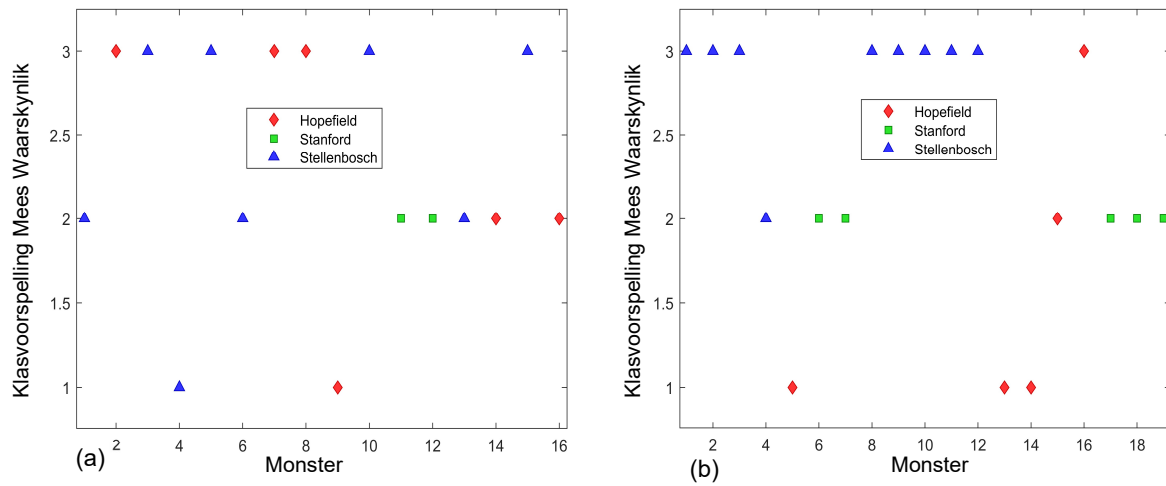 Klasvoorspelling Mees Waarskynlik
3
2.5
2
1.5
1
Hopefield
Stanford
Stellenbosch
2 4 6 8 10 12 14 16
Monster
(a)
Klasvoorspelling Mees Waarskynlik
3
2.5
2
1.5
1
Hopefield
Stanford
Stellenbosch
2 4 6 8 10 12 14 16 18
Monster
(b)